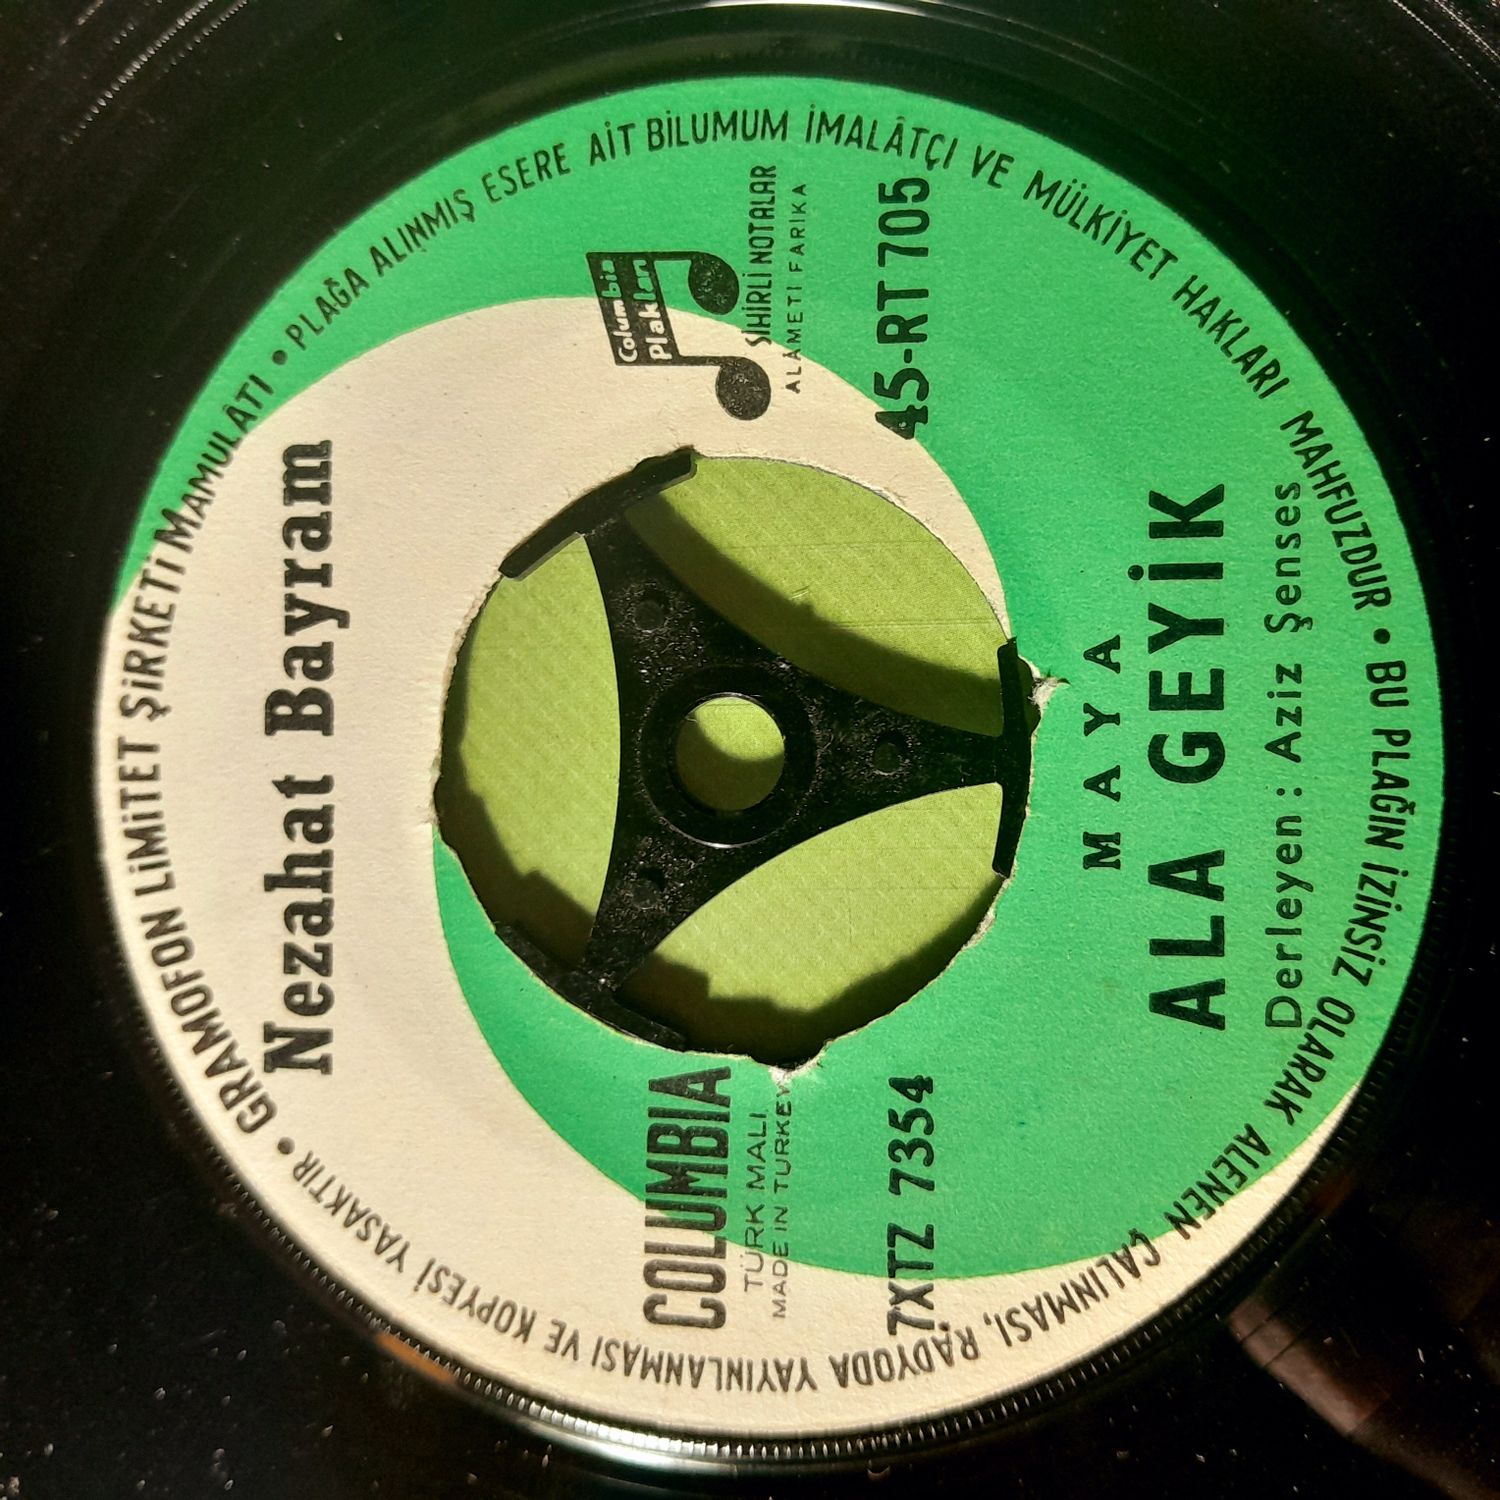 Nezahat Bayram
COLUMBIA
TÜRK MALI
MADE IN TURKEY
Columbia
Plakları
SİHİRLİ NOTALAR
ALÂMETİ FARİKA
7XTZ 7354
45-RT 705
MAYA
ALA GEYİK
Derleyen : Aziz Şenses
• GRAMOFON LİMİTET ŞİRKETİ MAMULÂTI • PLAĞA ALINMIŞ ESERE AİT BİLUMUM İMALÂTÇI VE MÜLKİYET HAKLARI MAHFUZDUR • BU PLAĞIN İZİNSİZ OLARAK ALENEN ÇALINMASI, RADYODA YAYINLANMASI VE KOPYESİ YASAKTIR